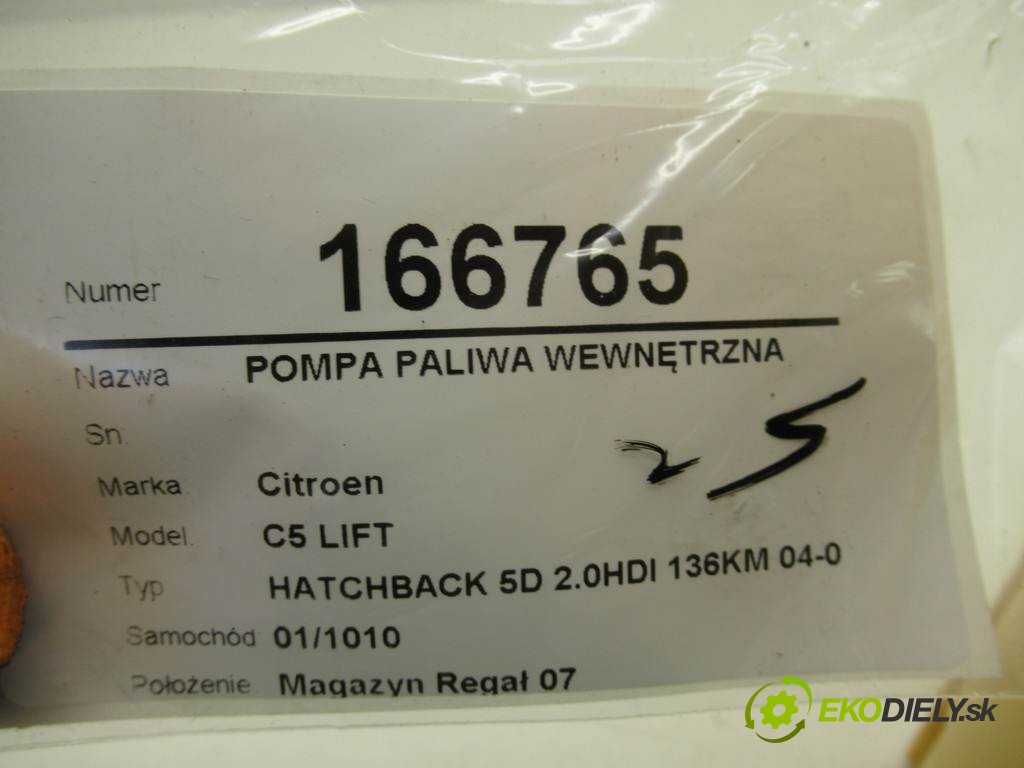 Numer 166765
Nazwa POMPA PALIWA WEWNĘTRZNA
Sn.
25
Marka. Citroen
Model. C5 LIFT
Typ HATCHBACK 5D 2.0HDI 136KM 04-0
Samochód 01/1010
Położenie Magazyn Regał 07
EKODIELY.sk